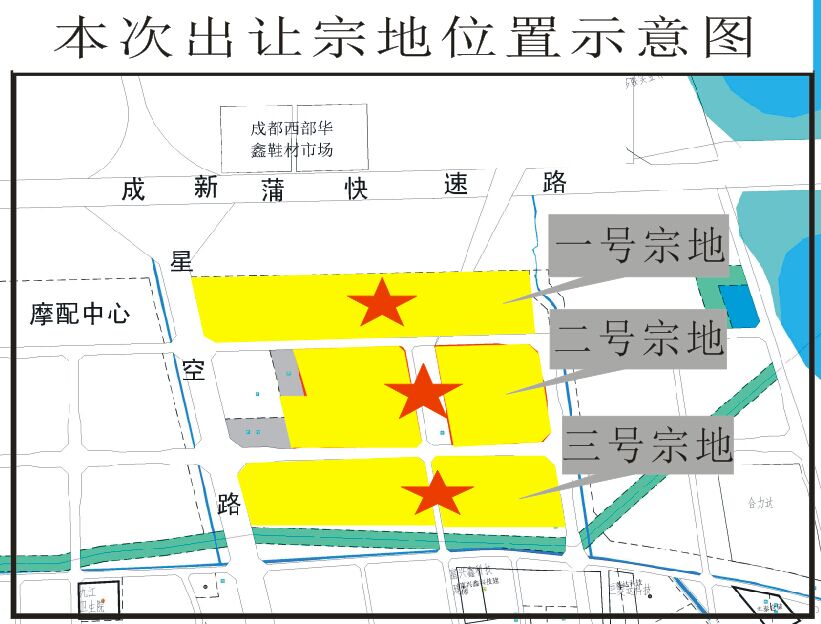 本次出让宗地位置示意图
成都西部华
鑫鞋材市场
成新蒲快速路
星空路
摩配中心
一号宗地
二号宗地
三号宗地
合力达
九江
卫生院